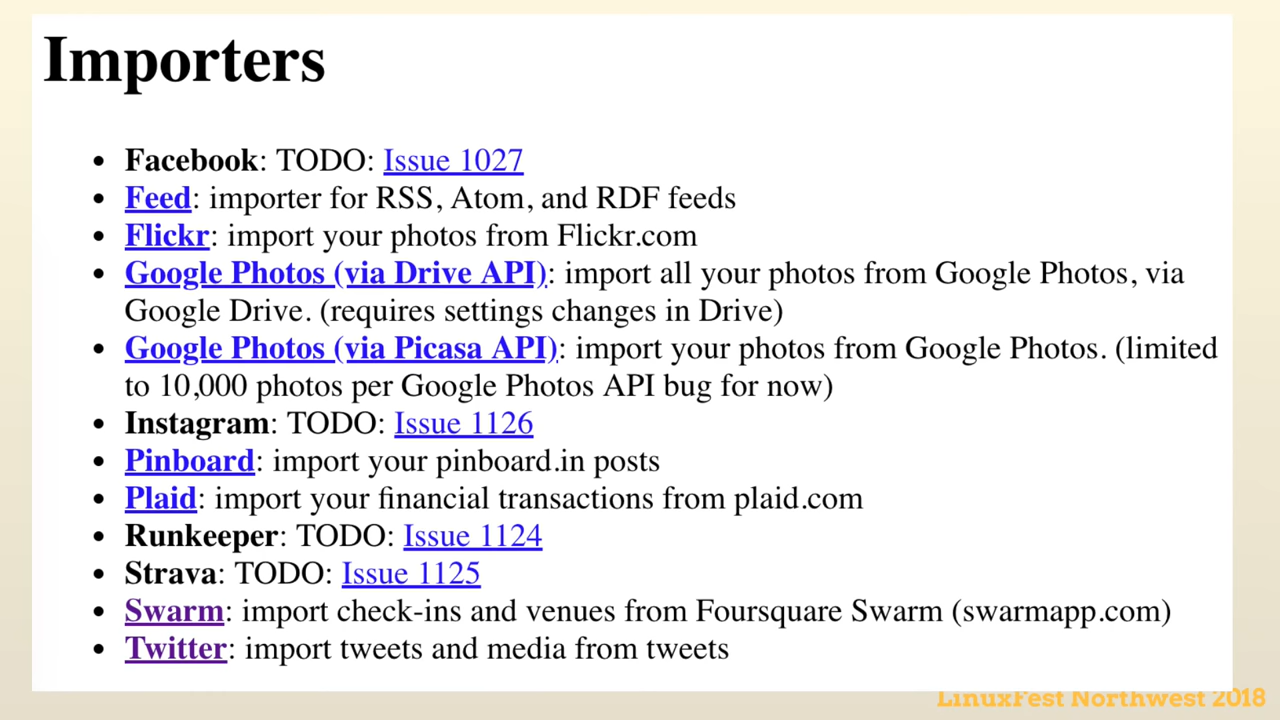 Importers
Facebook: TODO: Issue 1027
Feed: importer for RSS, Atom, and RDF feeds
Flickr: import your photos from Flickr.com
Google Photos (via Drive API): import all your photos from Google Photos, via
Google Drive. (requires settings changes in Drive)
Google Photos (via Picasa API): import your photos from Google Photos. (limited
to 10,000 photos per Google Photos API bug for now)
Instagram: TODO: Issue 1126
Pinboard: import your pinboard.in posts
Plaid: import your financial transactions from plaid.com
Runkeeper: TODO: Issue 1124
Strava: TODO: Issue 1125
Swarm: import check-ins and venues from Foursquare Swarm (swarmapp.com)
Twitter: import tweets and media from tweets
LinuxFest Northwest 2018